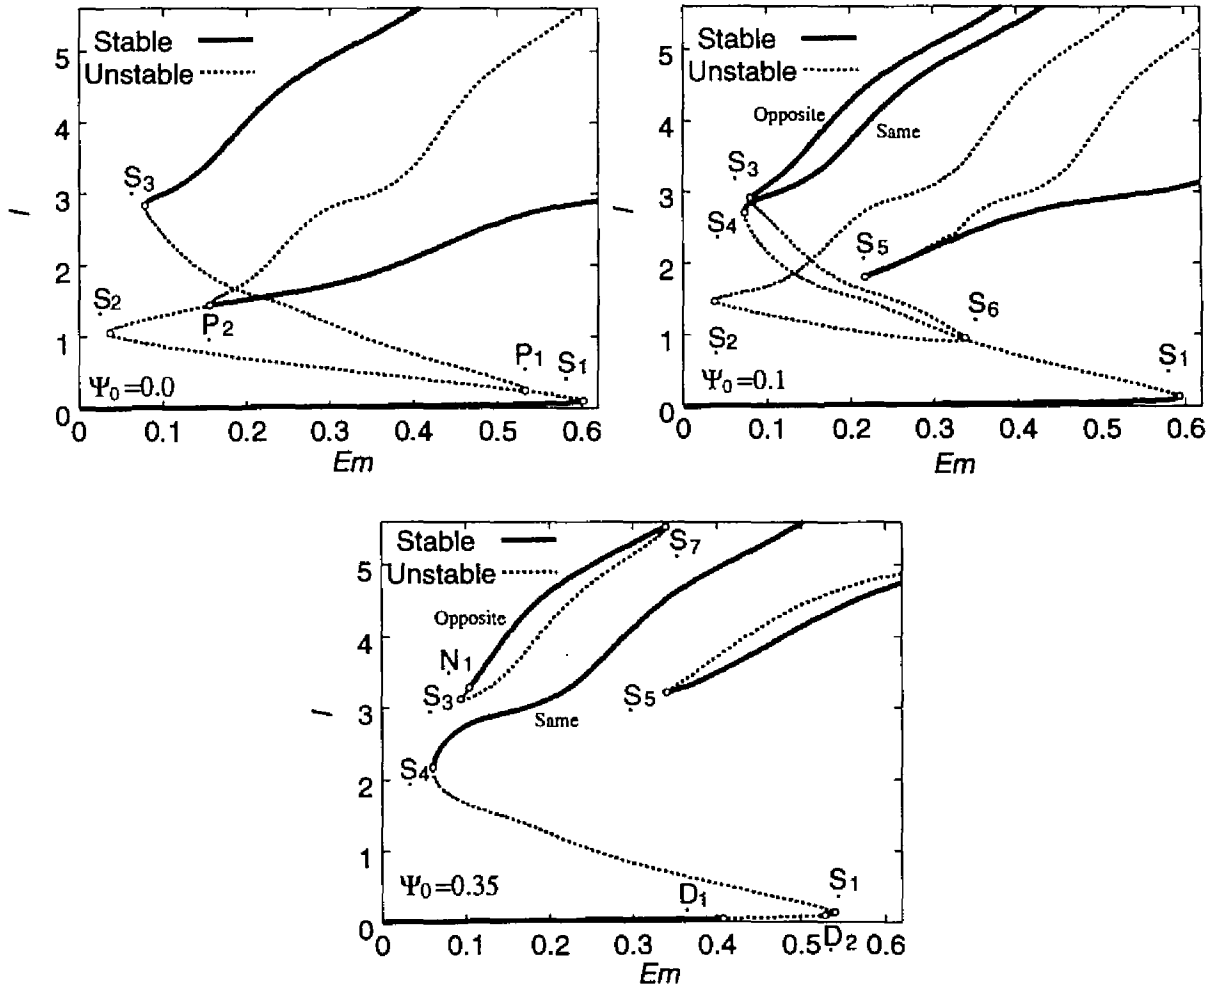 Stable
Unstable
5
4
3
2
1
0
I
S3
S2
P2
P1
S1
Ψ0=0.0
0 0.1 0.2 0.3 0.4 0.5 0.6
Em
Stable
Unstable
Opposite
Same
5
4
3
2
1
0
S3
S4
S5
S6
S2
S1
Ψ0=0.1
0 0.1 0.2 0.3 0.4 0.5 0.6
Em
Stable
Unstable
S7
Opposite
N1
S3
S5
Same
S4
5
4
3
2
1
0
I
Ψ0=0.35
D1
S1
D2
0 0.1 0.2 0.3 0.4 0.5 0.6
Em